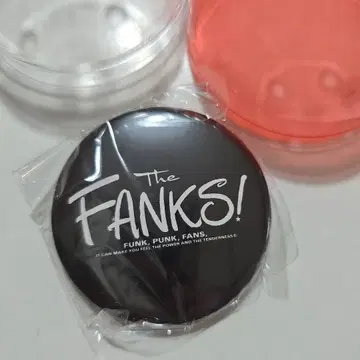 The
FANKS!
FUNK, PUNK, FANS,
IT CAN MAKE YOU FEEL THE POWER AND THE TENDERNESS